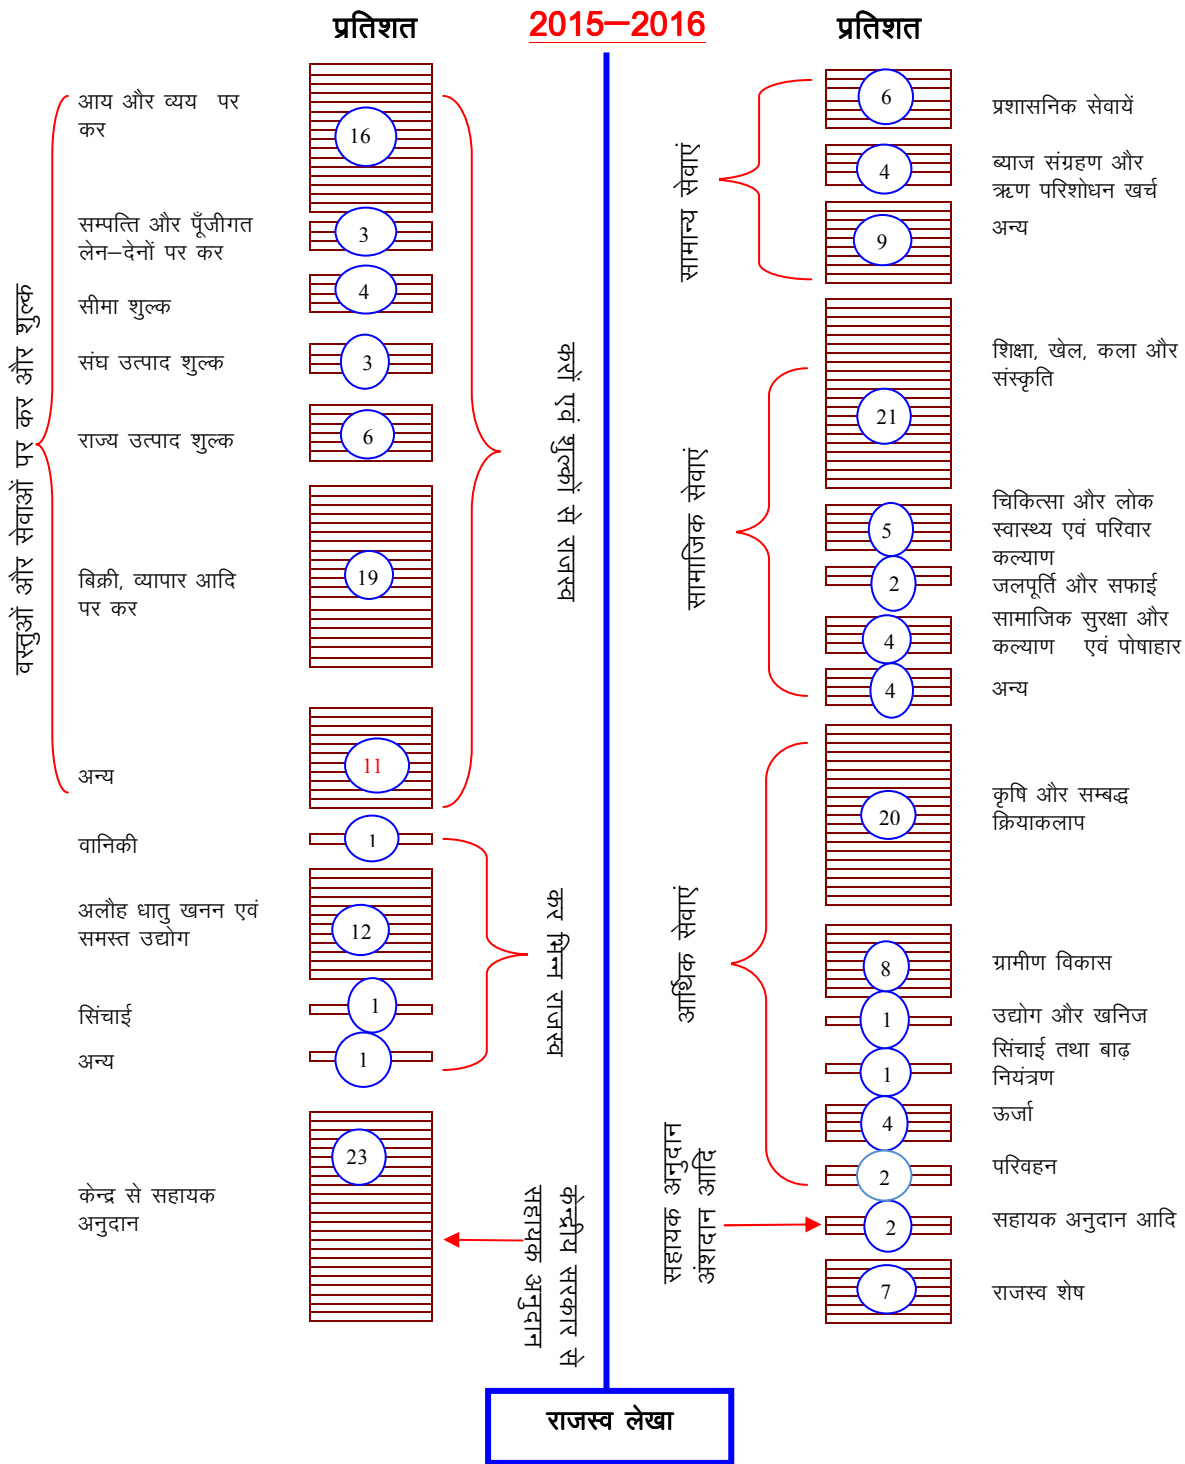 प्रतिशत
2015–2016
प्रतिशत
वस्तुओं और सेवाओं पर कर और शुल्क
आय और व्यय पर
कर
16
सम्पत्ति और पूँजीगत
लेन–देनों पर कर
3
सीमा शुल्क
4
संघ उत्पाद शुल्क
3
राज्य उत्पाद शुल्क
6
बिक्री, व्यापार आदि
पर कर
19
अन्य
11
करों एवं शुल्कों से राजस्व
वानिकी
1
अलौह धातु खनन एवं
समस्त उद्योग
12
सिंचाई
1
अन्य
1
कर भिन्न राजस्व
केन्द्र से सहायक
अनुदान
23
केन्द्रीय सरकार से
सहायक अनुदान
सामान्य सेवाएं
6
प्रशासनिक सेवायें
4
ब्याज संग्रहण और
ऋण परिशोधन खर्च
9
अन्य
सामाजिक सेवाएं
21
शिक्षा, खेल, कला और
संस्कृति
5
चिकित्सा और लोक
स्वास्थ्य एवं परिवार
कल्याण
2
जलपूर्ति और सफाई
4
सामाजिक सुरक्षा और
कल्याण एवं पोषाहार
4
अन्य
आर्थिक सेवाएं
20
कृषि और सम्बद्ध
क्रियाकलाप
8
ग्रामीण विकास
1
उद्योग और खनिज
1
सिंचाई तथा बाढ़
नियंत्रण
4
ऊर्जा
2
परिवहन
सहायक अनुदान
अंशदान आदि
2
सहायक अनुदान आदि
7
राजस्व शेष
राजस्व लेखा